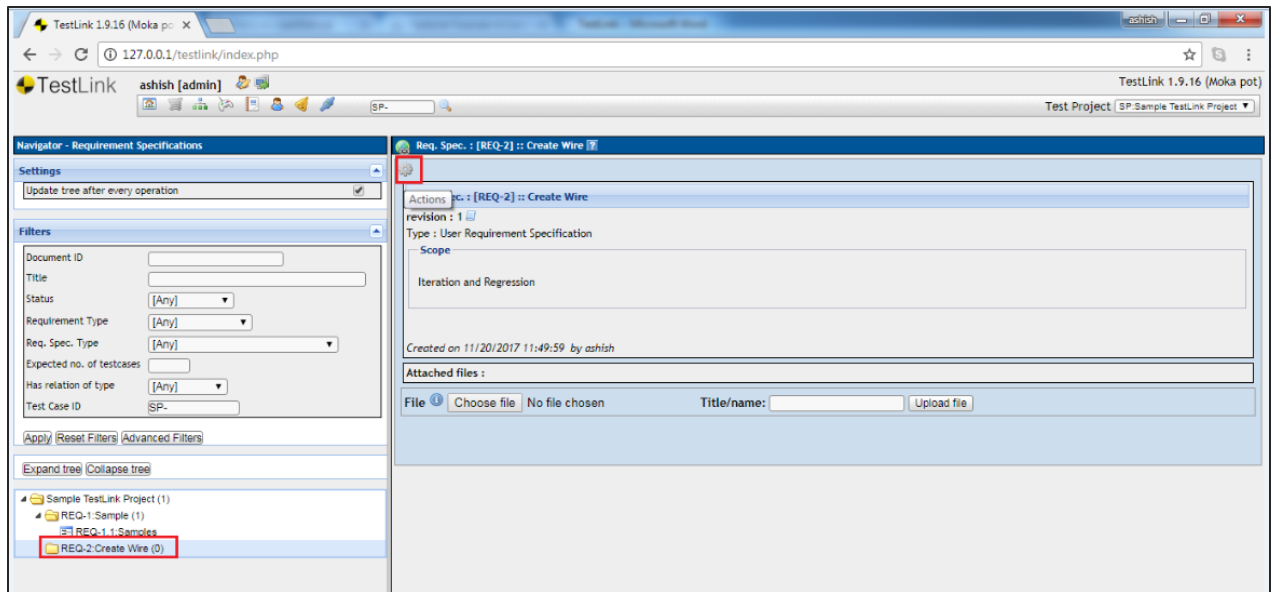 TestLink 1.9.16 (Moka po
ashish
127.0.0.1/testlink/index.php
TestLink ashish [admin]
TestLink 1.9.16 (Moka pot)
SP-
Test Project SP:Sample TestLink Project
Navigator - Requirement Specifications
Settings
Update tree after every operation
Filters
Document ID
Title
Status [Any]
Requirement Type [Any]
Req. Spec. Type [Any]
Expected no. of testcases
Has relation of type [Any]
Test Case ID SP-
Apply Reset Filters Advanced Filters
Expand tree Collapse tree
Sample TestLink Project (1)
REQ-1:Sample (1)
REQ-1.1:Samples
REQ-2:Create Wire (0)
Req. Spec. : [REQ-2] :: Create Wire ?
Actions ec. : [REQ-2] :: Create Wire
revision : 1
Type : User Requirement Specification
Scope
Iteration and Regression
Created on 11/20/2017 11:49:59 by ashish
Attached files :
File Choose file No file chosen Title/name: Upload file